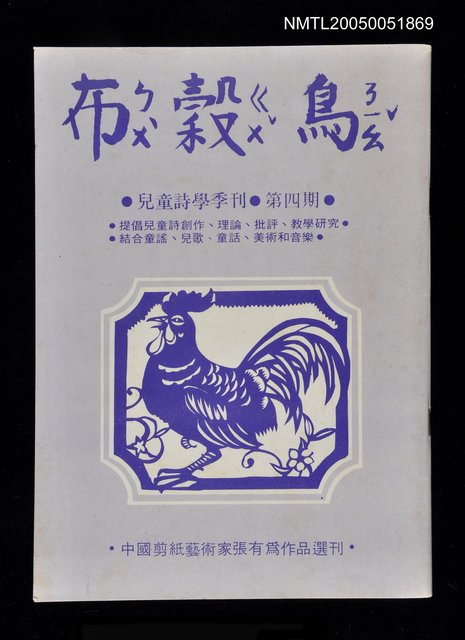 NMTL20050051869
布ㄅㄨˋ穀ㄍㄨˇ鳥ㄋㄧㄠˇ
●兒童詩學季刊●第四期●
●提倡兒童詩創作、理論、批評、教學研究●
●結合童謠、兒歌、童話、美術和音樂●
•中國剪紙藝術家張有為作品選刊•